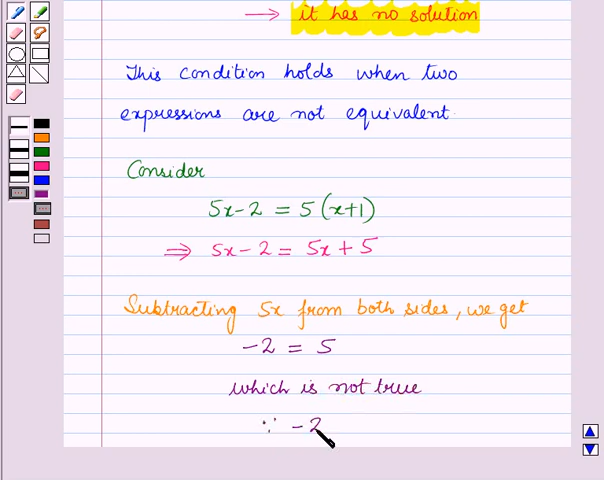 → it has no solution
This condition holds when two
expressions are not equivalent.
Consider
5x-2 = 5(x+1)
⇒ 5x-2 = 5x+5
Subtracting 5x from both sides, we get
-2 = 5
which is not true
∵ -2